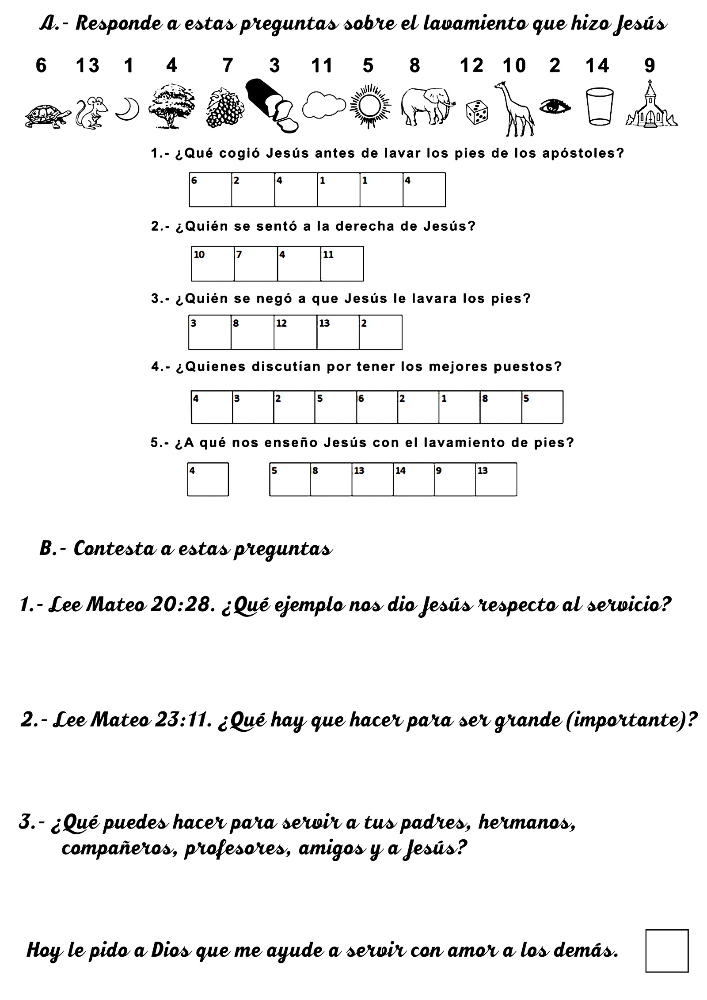 A.- Responde a estas preguntas sobre el lavamiento que hizo Jesús
6 13 1 4 7 3 11 5 8 12 10 2 14 9
1.- ¿Qué cogió Jesús antes de lavar los pies de los apóstoles?
6 2 4 1 1 4
2.- ¿Quién se sentó a la derecha de Jesús?
10 7 4 11
3.- ¿Quién se negó a que Jesús le lavara los pies?
3 8 12 13 2
4.- ¿Quienes discutían por tener los mejores puestos?
4 3 2 5 6 2 1 8 5
5.- ¿A qué nos enseño Jesús con el lavamiento de pies?
4 5 8 13 14 9 13
B.- Contesta a estas preguntas
1.- Lee Mateo 20:28. ¿Qué ejemplo nos dio Jesús respecto al servicio?
2.- Lee Mateo 23:11. ¿Qué hay que hacer para ser grande (importante)?
3.- ¿Qué puedes hacer para servir a tus padres, hermanos,
compañeros, profesores, amigos y a Jesús?
Hoy le pido a Dios que me ayude a servir con amor a los demás.